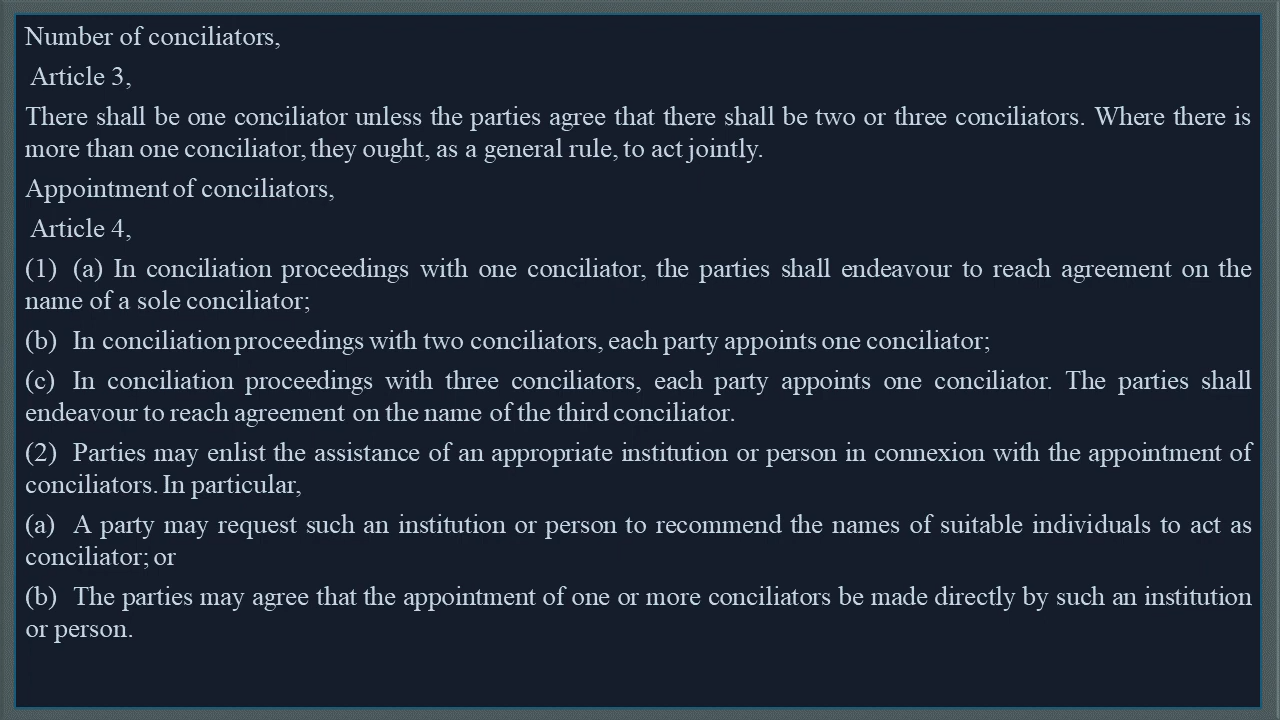 Number of conciliators,
Article 3,
There shall be one conciliator unless the parties agree that there shall be two or three conciliators. Where there is
more than one conciliator, they ought, as a general rule, to act jointly.
Appointment of conciliators,
Article 4,
(1) (a) In conciliation proceedings with one conciliator, the parties shall endeavour to reach agreement on the
name of a sole conciliator;
(b) In conciliation proceedings with two conciliators, each party appoints one conciliator;
(c) In conciliation proceedings with three conciliators, each party appoints one conciliator. The parties shall
endeavour to reach agreement on the name of the third conciliator.
(2) Parties may enlist the assistance of an appropriate institution or person in connexion with the appointment of
conciliators. In particular,
(a) A party may request such an institution or person to recommend the names of suitable individuals to act as
conciliator; or
(b) The parties may agree that the appointment of one or more conciliators be made directly by such an institution
or person.